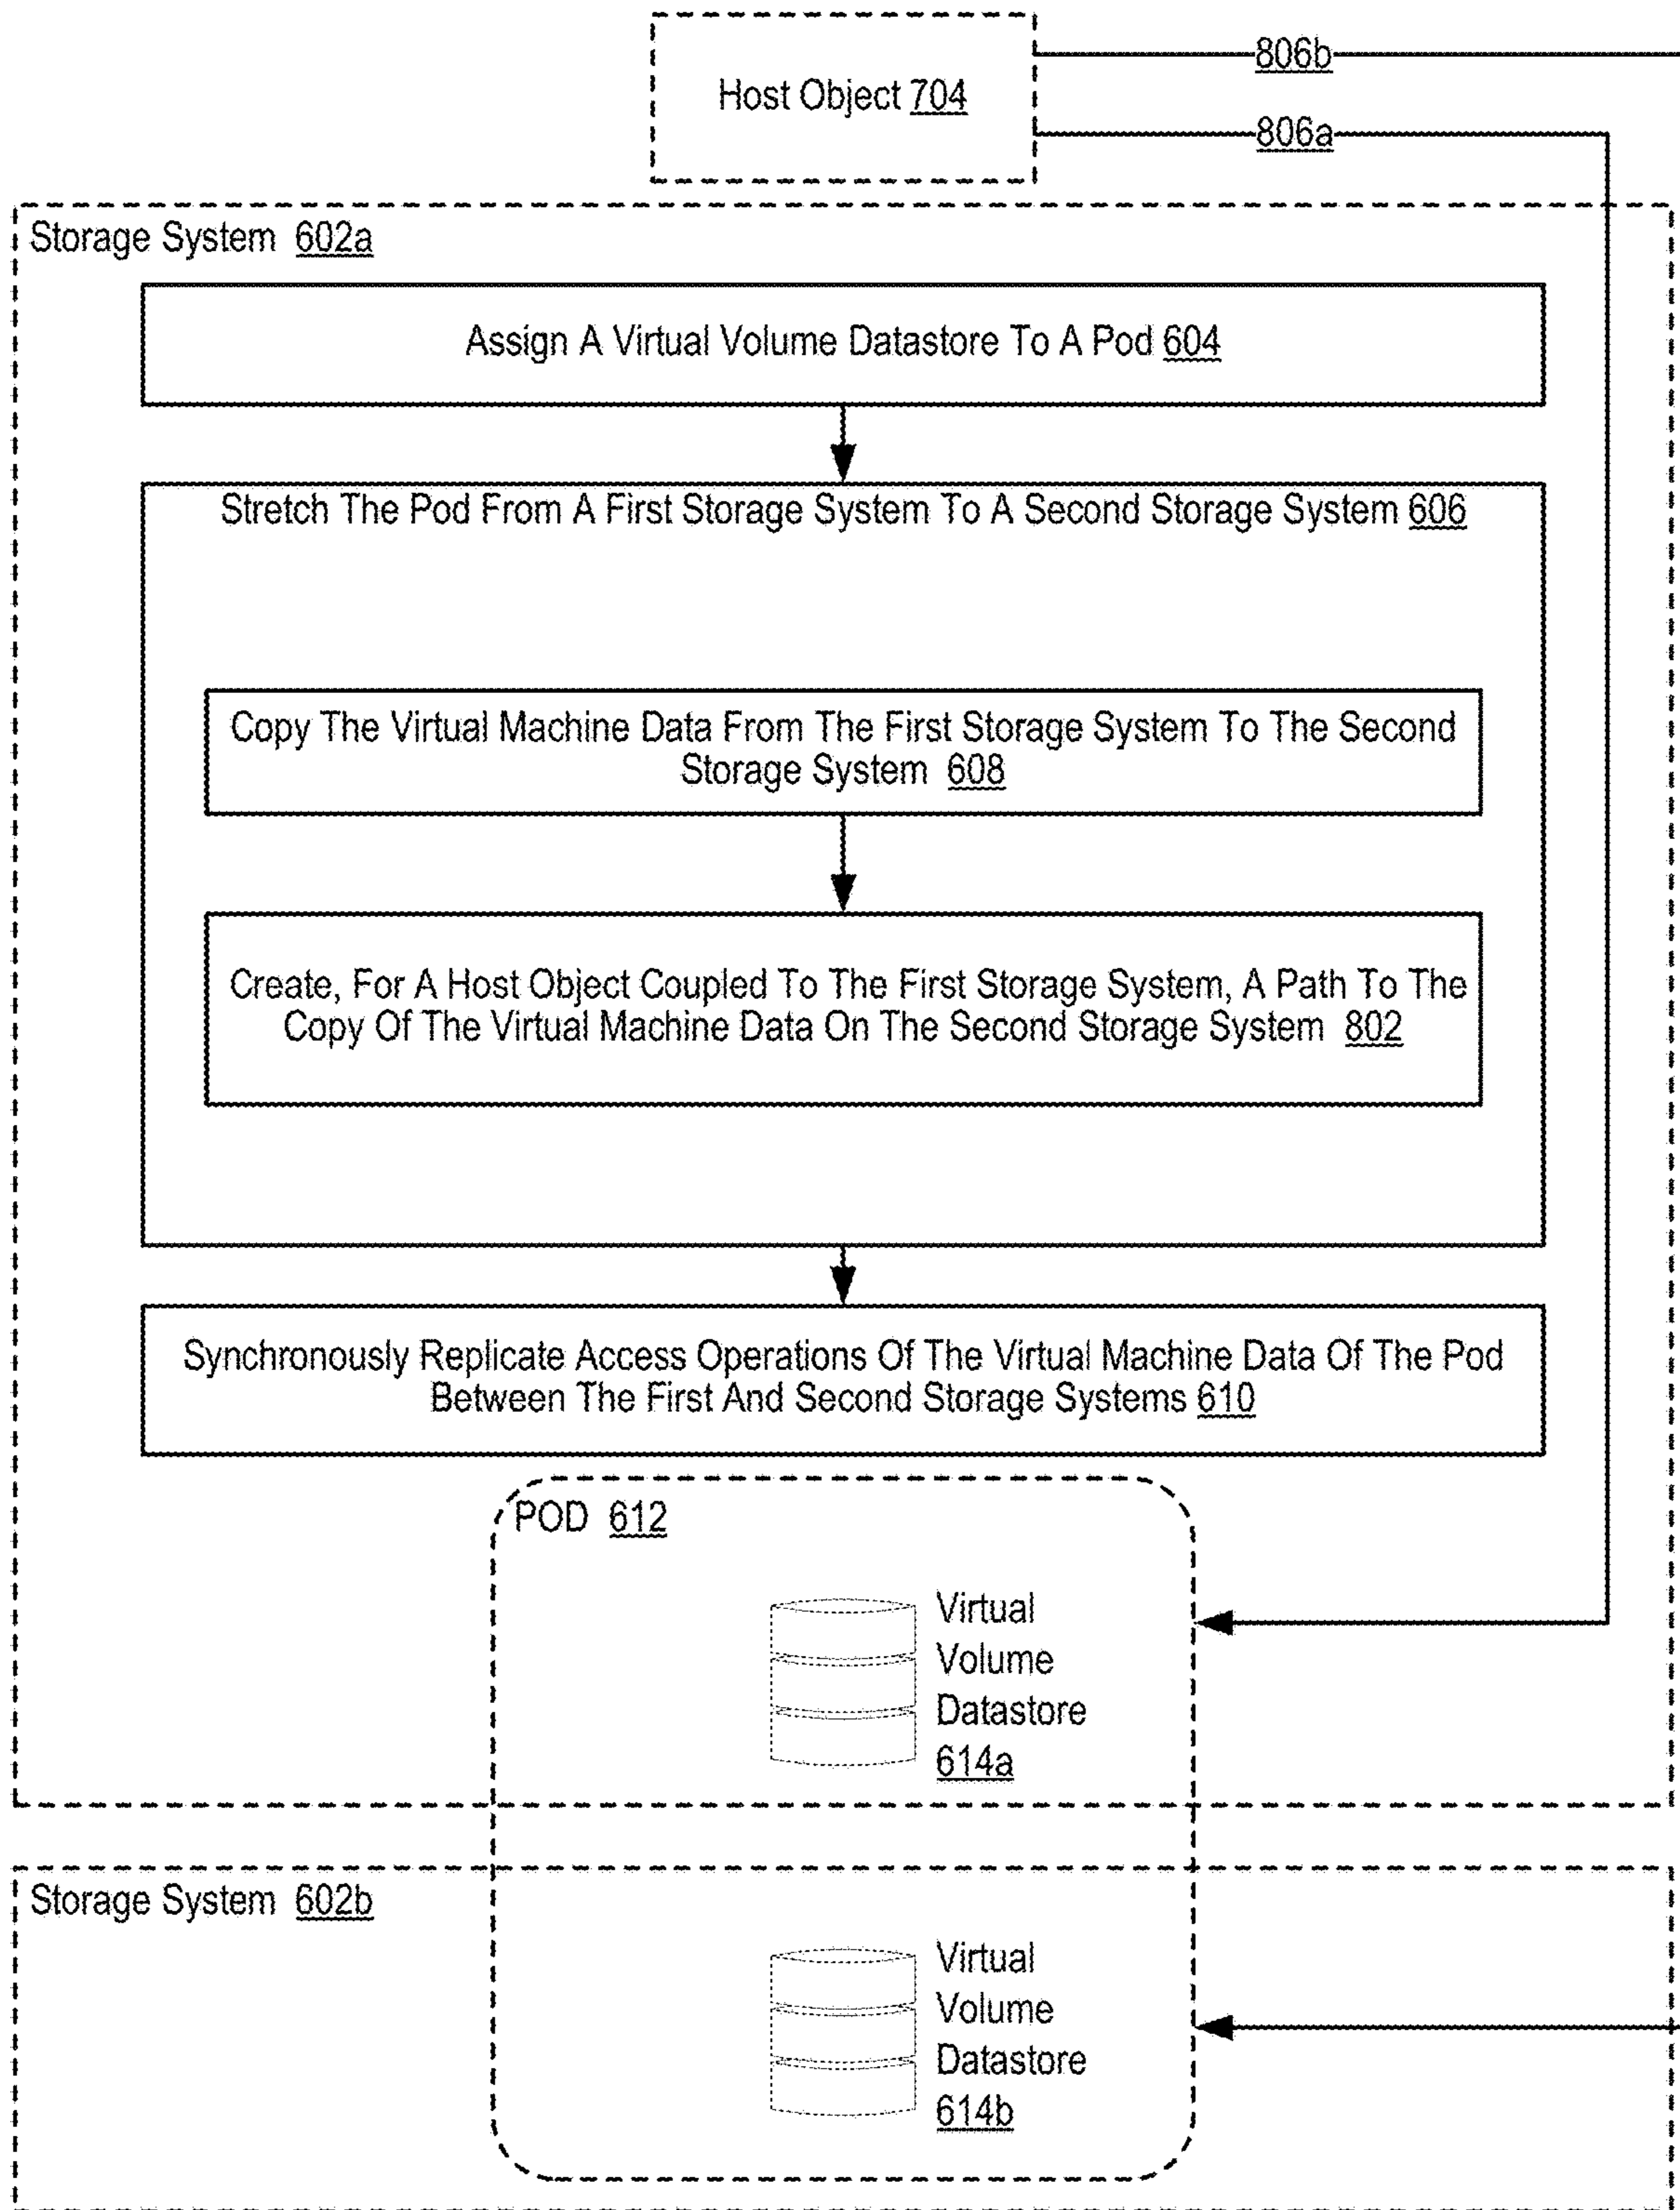 806b
Host Object 704
806a
Storage System 602a
Assign A Virtual Volume Datastore To A Pod 604
Stretch The Pod From A First Storage System To A Second Storage System 606
Copy The Virtual Machine Data From The First Storage System To The Second
Storage System 608
Create, For A Host Object Coupled To The First Storage System, A Path To The
Copy Of The Virtual Machine Data On The Second Storage System 802
Synchronously Replicate Access Operations Of The Virtual Machine Data Of The Pod
Between The First And Second Storage Systems 610
POD 612
Virtual
Volume
Datastore
614a
Storage System 602b
Virtual
Volume
Datastore
614b